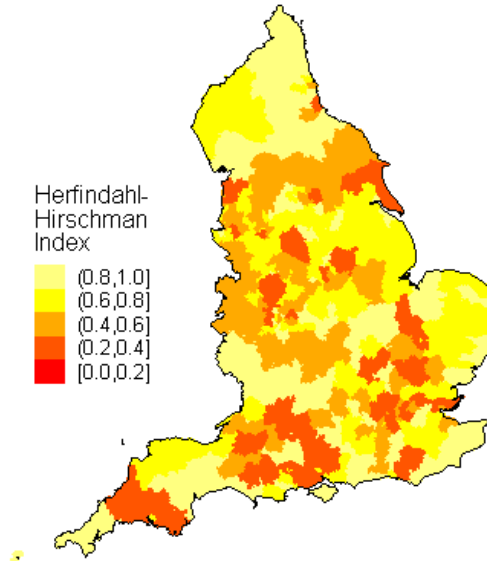 Herfindahl-
Hirschman
Index
(0.8,1.0]
(0.6,0.8]
(0.4,0.6]
(0.2,0.4]
[0.0,0.2]